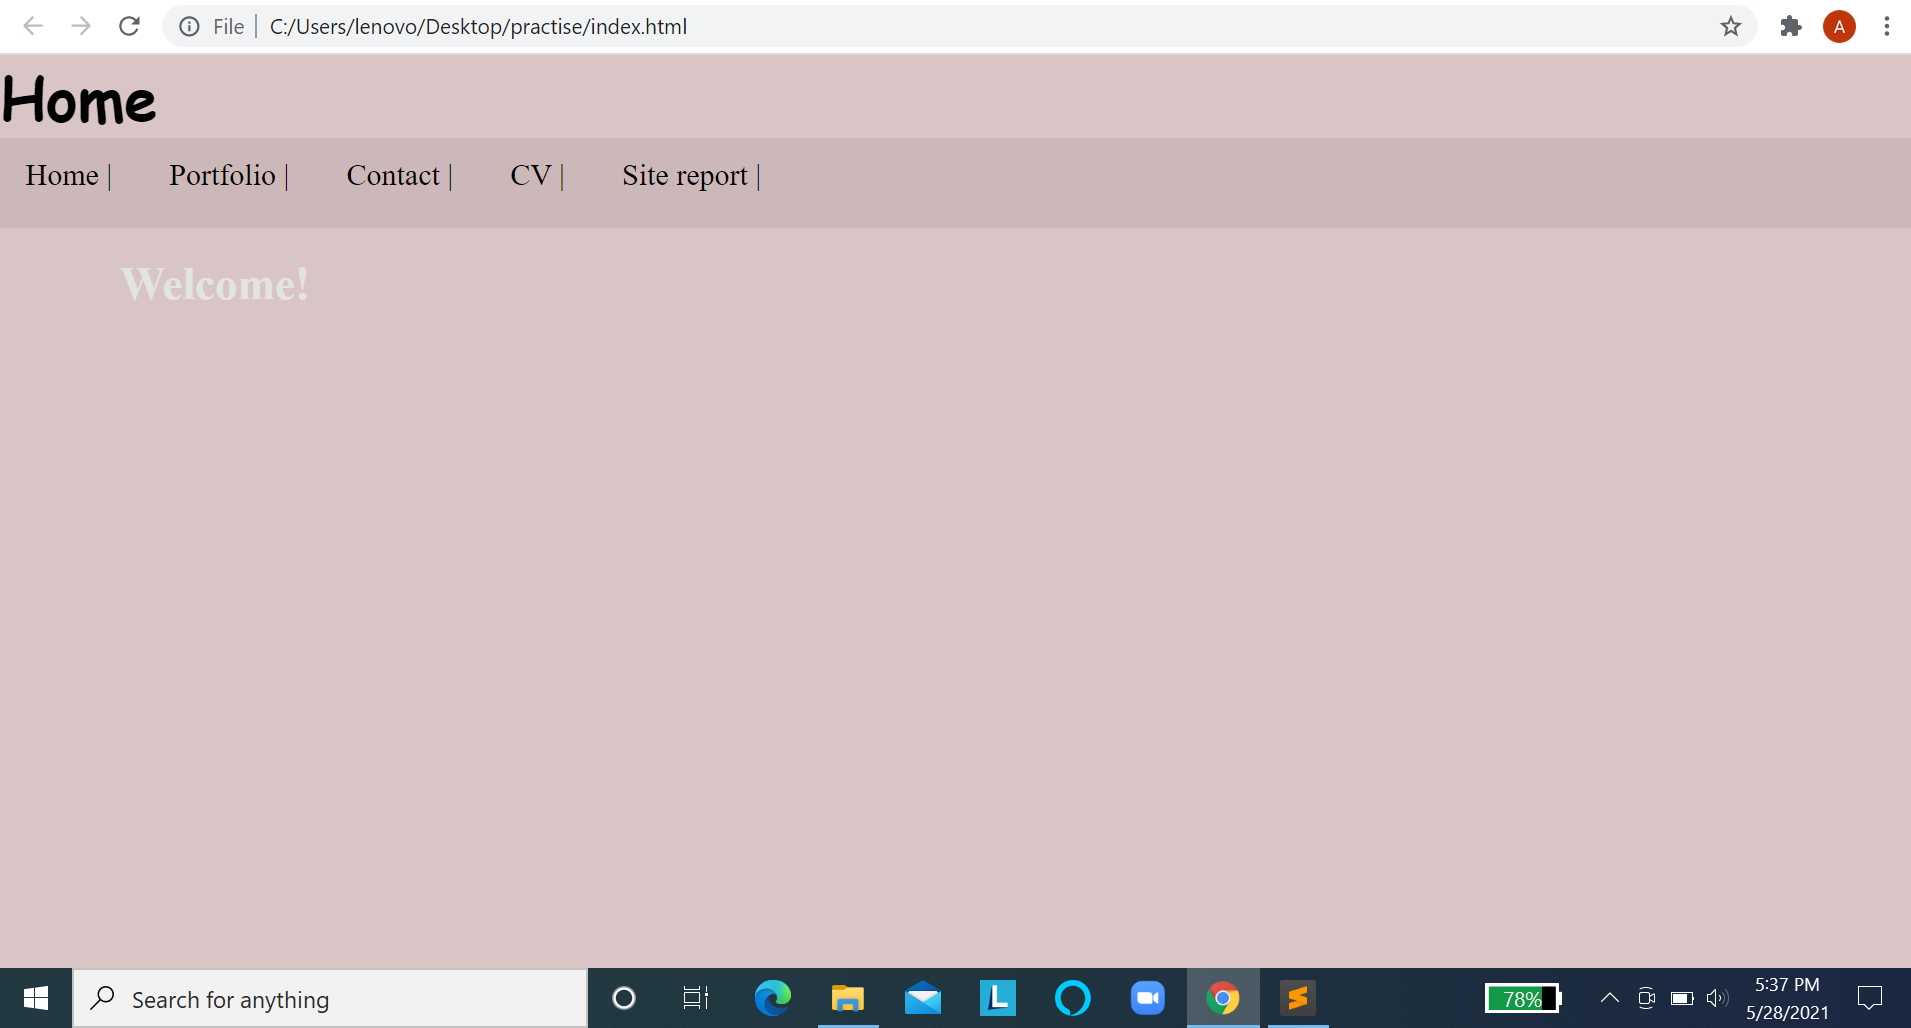 File | C:/Users/lenovo/Desktop/practise/index.html
A
Home
Home | Portfolio | Contact | CV | Site report |
Welcome!
Search for anything
L
78%
5:37 PM
5/28/2021